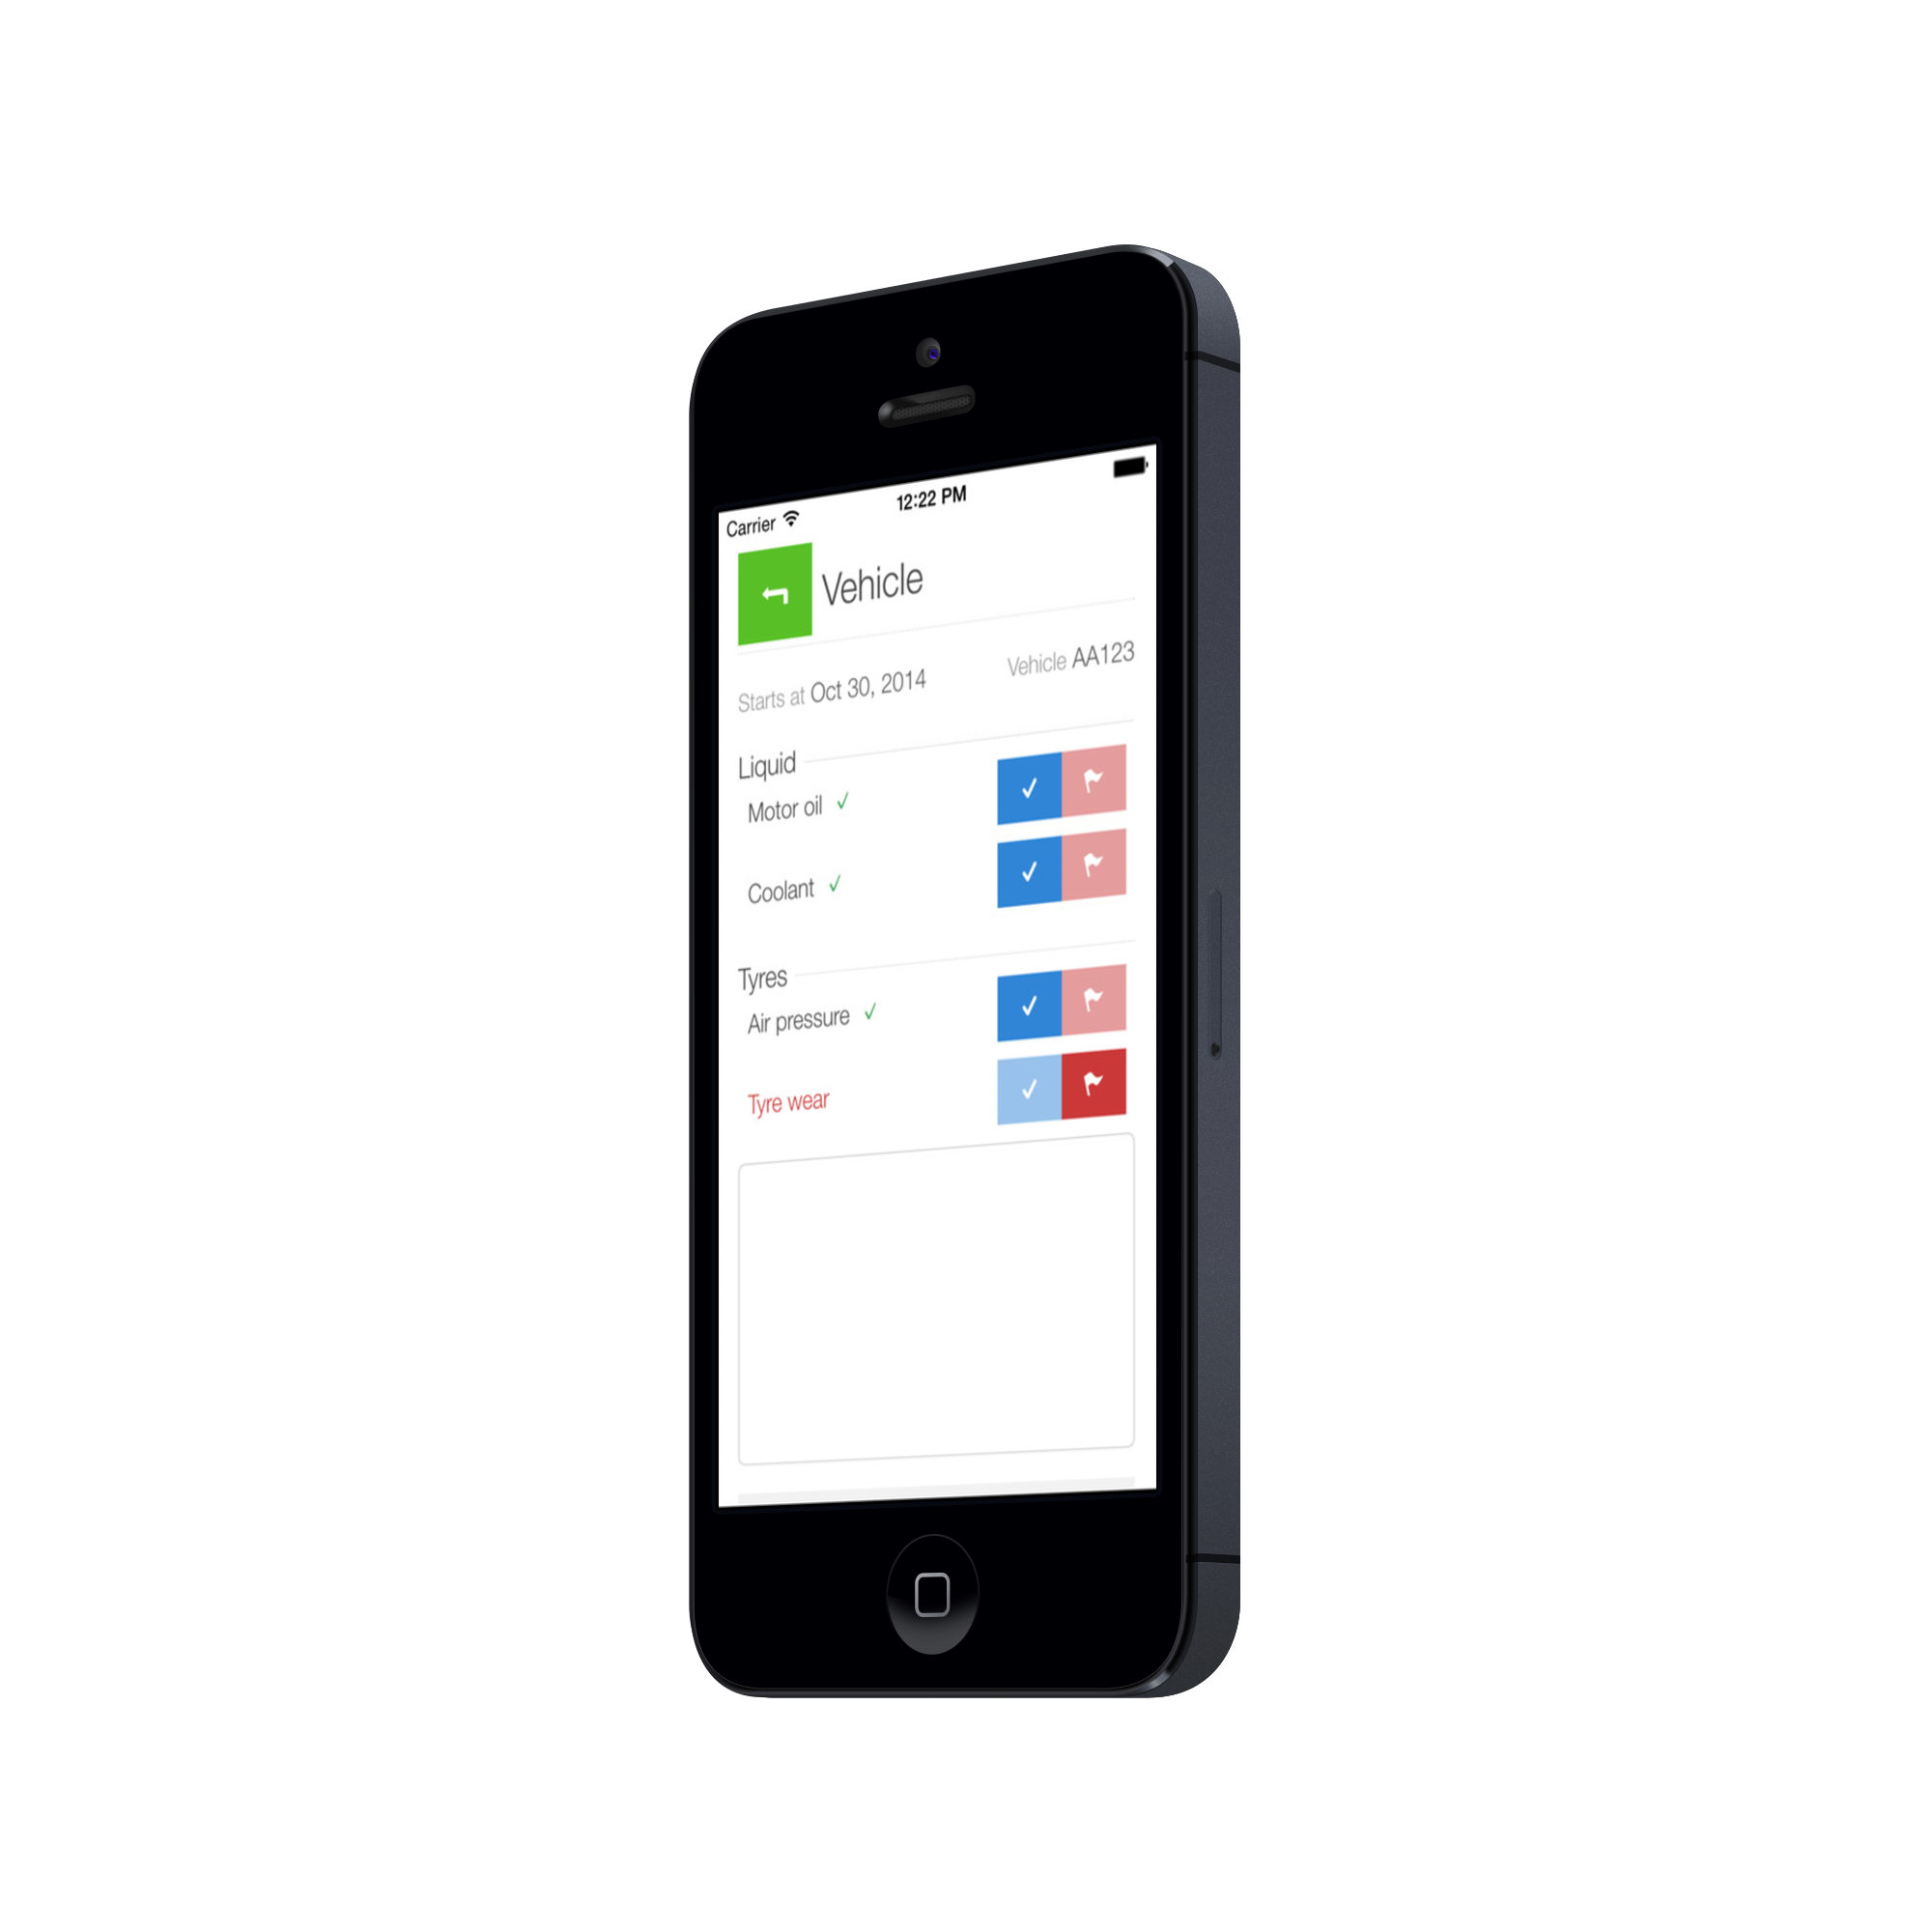 Carrier 12:22 PM
Vehicle
Starts at Oct 30, 2014 Vehicle AA123
Liquid
Motor oil ✓
Coolant ✓
Tyres
Air pressure ✓
Tyre wear